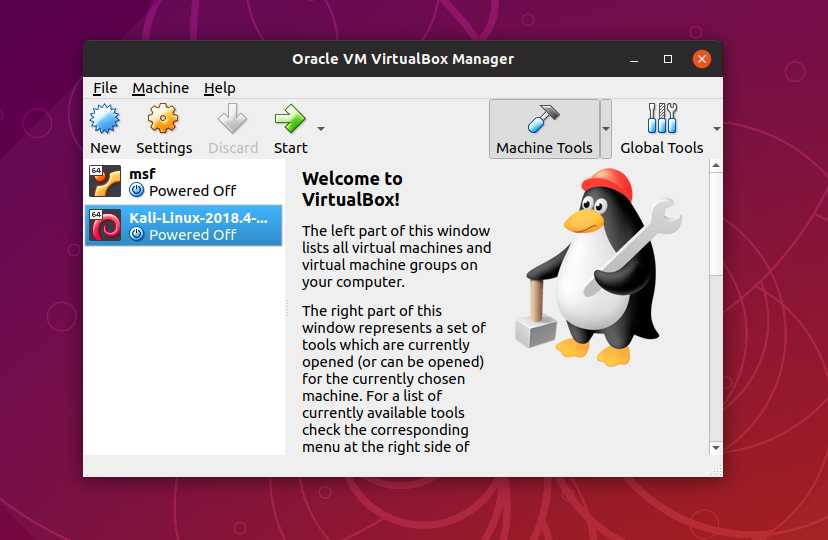 Oracle VM VirtualBox Manager
File Machine Help
New Settings Discard Start Machine Tools Global Tools
64 msf
Powered Off
64 Kali-Linux-2018.4-...
Powered Off
Welcome to
VirtualBox!
The left part of this window
lists all virtual machines and
virtual machine groups on
your computer.
The right part of this
window represents a set of
tools which are currently
opened (or can be opened)
for the currently chosen
machine. For a list of
currently available tools
check the corresponding
menu at the right side of